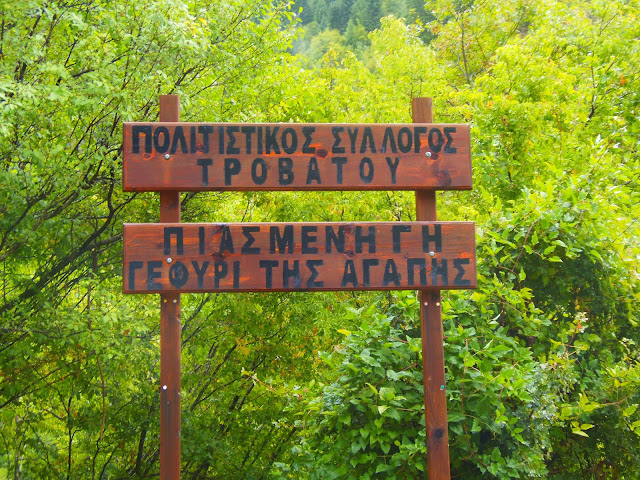 ΠΟΛΙΤΙΣΤΙΚΟΣ ΣΥΛΛΟΓΟΣ
ΤΡΟΒΑΤΟΥ
ΠΙΑΣΜΕΝΗ ΓΗ
ΓΕΦΥΡΙ ΤΗΣ ΑΓΑΠΗΣ